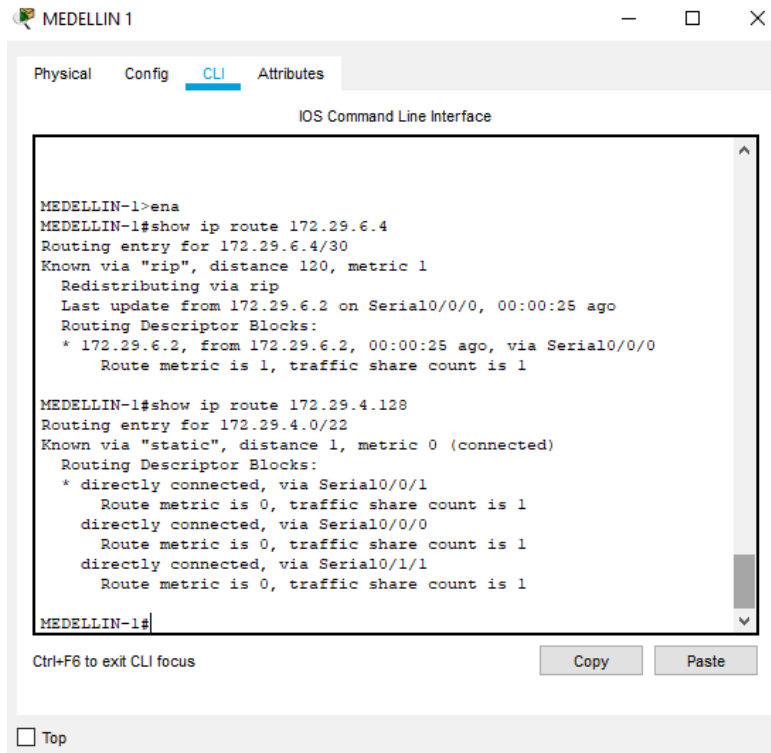 MEDELLIN 1
Physical Config CLI Attributes
IOS Command Line Interface
MEDELLIN-1>ena
MEDELLIN-1#show ip route 172.29.6.4
Routing entry for 172.29.6.4/30
Known via "rip", distance 120, metric 1
  Redistributing via rip
  Last update from 172.29.6.2 on Serial0/0/0, 00:00:25 ago
  Routing Descriptor Blocks:
  * 172.29.6.2, from 172.29.6.2, 00:00:25 ago, via Serial0/0/0
      Route metric is 1, traffic share count is 1
MEDELLIN-1#show ip route 172.29.4.128
Routing entry for 172.29.4.0/22
Known via "static", distance 1, metric 0 (connected)
  Routing Descriptor Blocks:
  * directly connected, via Serial0/0/1
      Route metric is 0, traffic share count is 1
    directly connected, via Serial0/0/0
      Route metric is 0, traffic share count is 1
    directly connected, via Serial0/1/1
      Route metric is 0, traffic share count is 1
MEDELLIN-1#
Ctrl+F6 to exit CLI focus Copy Paste
Top